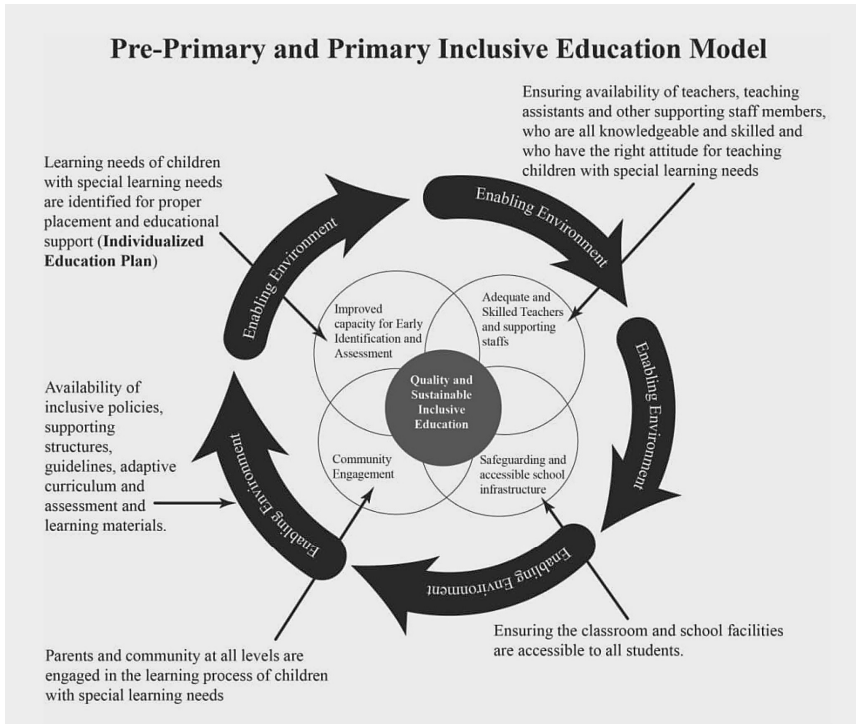 Pre-Primary and Primary Inclusive Education Model
Ensuring availability of teachers, teaching
assistants and other supporting staff members,
who are all knowledgeable and skilled and
who have the right attitude for teaching
children with special learning needs
Learning needs of children
with special learning needs
are identified for proper
placement and educational
support (Individualized
Education Plan)
Enabling Environment
Enabling Environment
Enabling Environment
Enabling Environment
Enabling Environment
Improved
capacity for Early
Identification and
Assessment
Adequate and
Skilled Teachers
and supporting
staffs
Quality and
Sustainable
Inclusive
Education
Community
Engagement
Safeguarding and
accessible school
infrastructure
Availability of
inclusive policies,
supporting
structures,
guidelines, adaptive
curriculum and
assessment and
learning materials.
Ensuring the classroom and school facilities
are accessible to all students.
Parents and community at all levels are
engaged in the learning process of children
with special learning needs